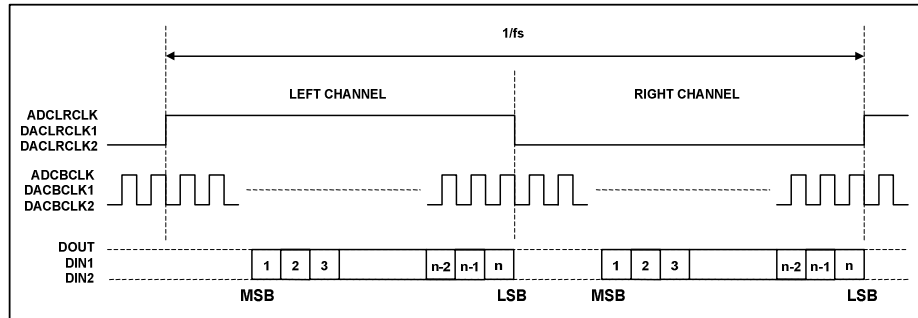 1/fs
LEFT CHANNEL RIGHT CHANNEL
ADCLRCLK
DACLRCLK1
DACLRCLK2
ADCBCLK
DACBCLK1
DACBCLK2
DOUT
DIN1
DIN2
1 2 3 n-2 n-1 n 1 2 3 n-2 n-1 n
MSB LSB MSB LSB